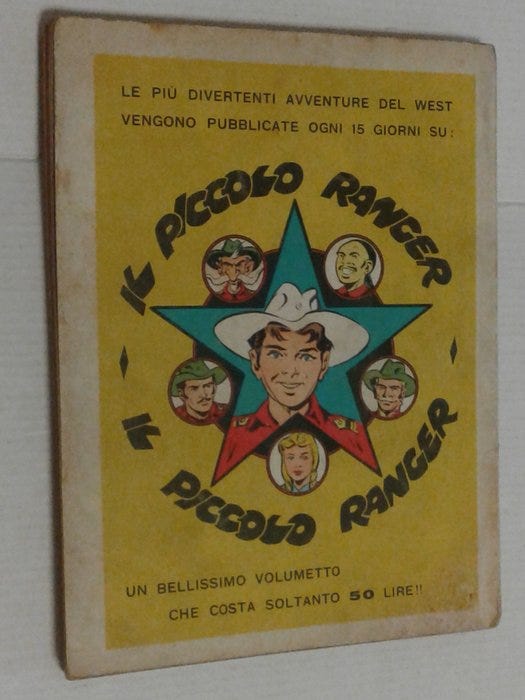 LE PIÙ DIVERTENTI AVVENTURE DEL WEST
VENGONO PUBBLICATE OGNI 15 GIORNI SU:
IL PICCOLO RANGER
IL PICCOLO RANGER
UN BELLISSIMO VOLUMETTO
CHE COSTA SOLTANTO 50 LIRE!!